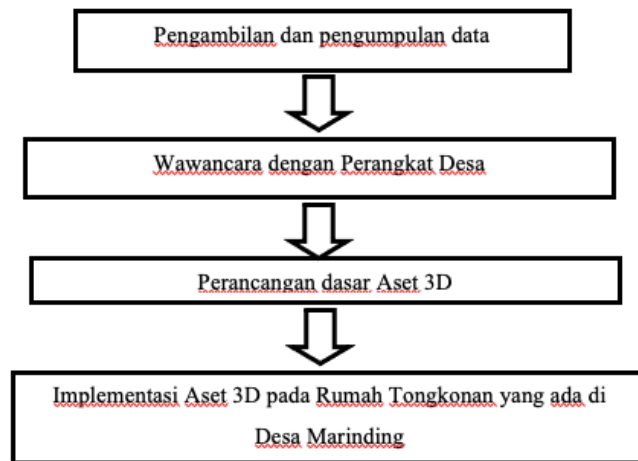 Pengambilan dan pengumpulan data
Wawancara dengan Perangkat Desa
Perancangan dasar Aset 3D
Implementasi Aset 3D pada Rumah Tongkonan yang ada di
Desa Marinding